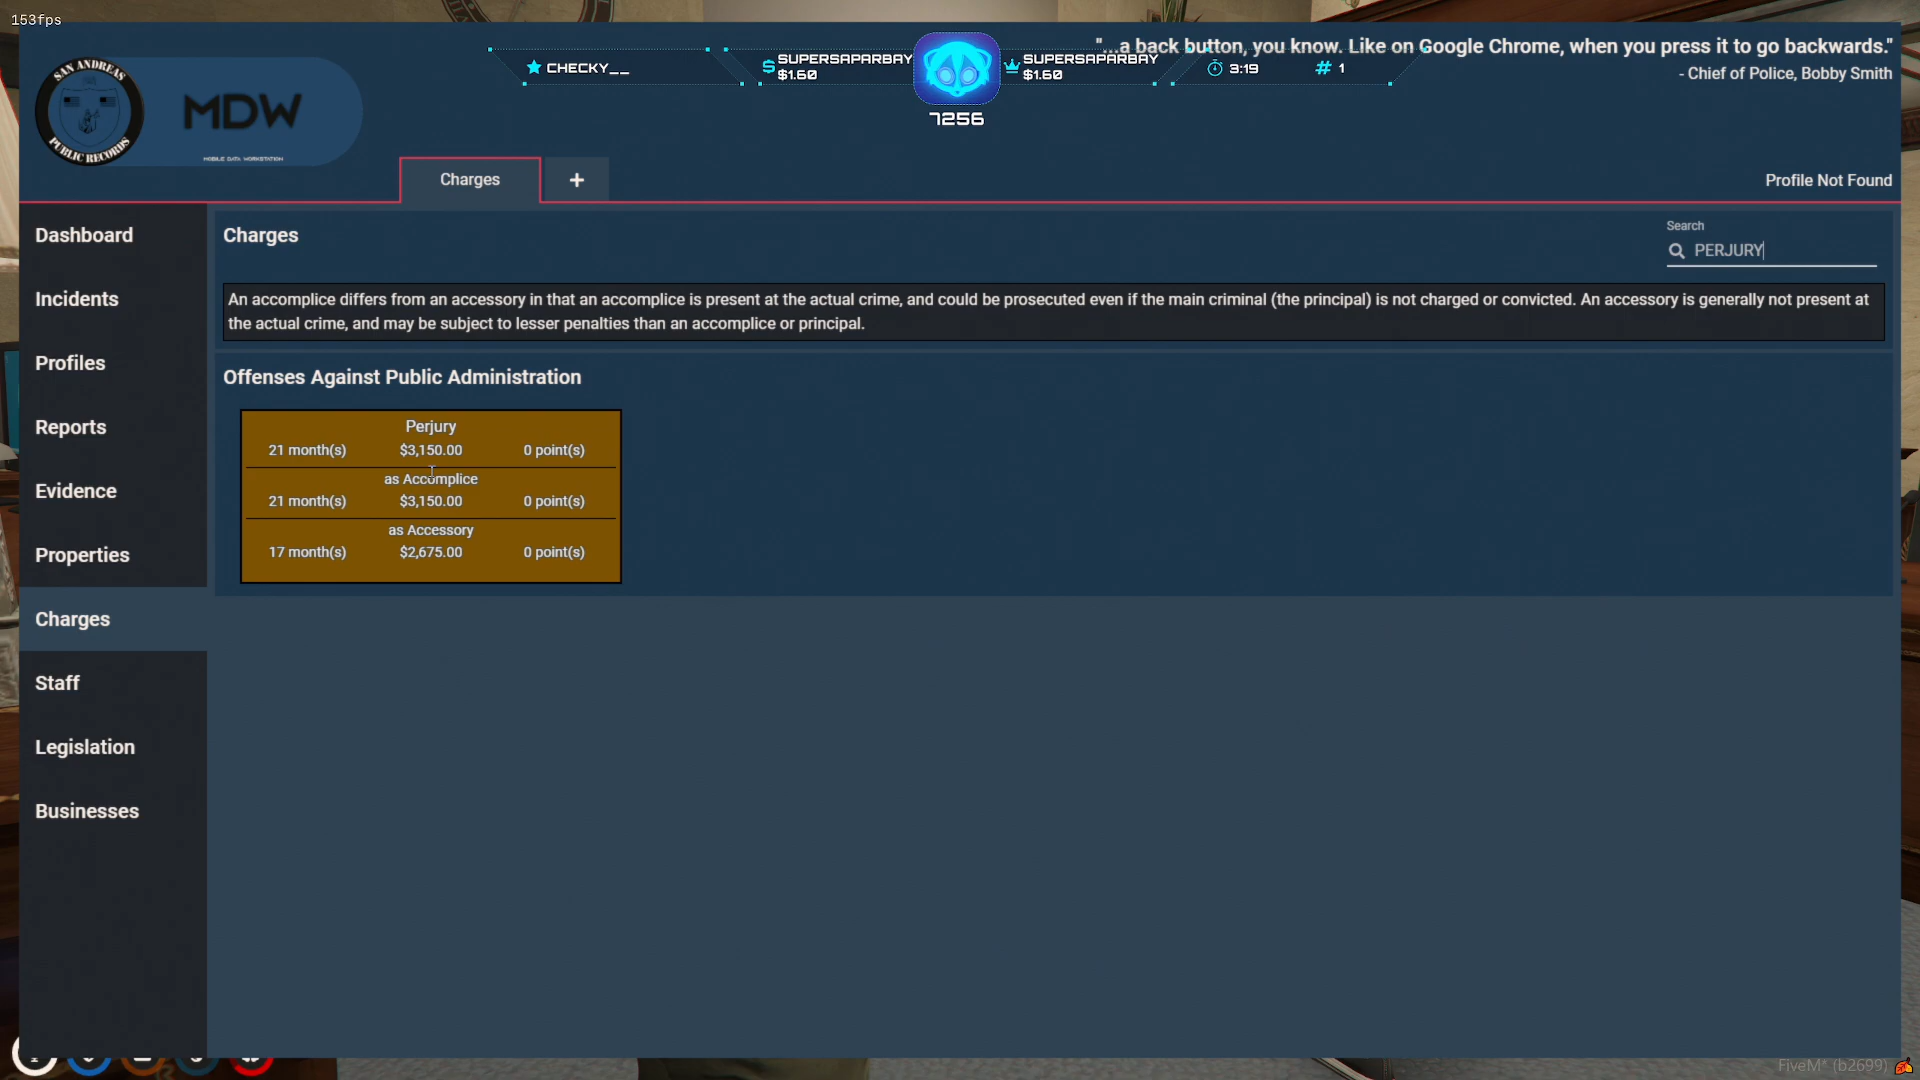 153fps
"...a back button, you know. Like on Google Chrome, when you press it to go backwards."
- Chief of Police, Bobby Smith
CHECKY__
SUPERSAPARBAY
$1.60
SUPERSAPARBAY
$1.60
3:19
# 1
7256
SAN ANDREAS
PUBLIC RECORDS
MDW
MOBILE DATA WORKSTATION
Charges
+
Profile Not Found
Dashboard
Incidents
Profiles
Reports
Evidence
Properties
Charges
Staff
Legislation
Businesses
Charges
Search
PERJURY
An accomplice differs from an accessory in that an accomplice is present at the actual crime, and could be prosecuted even if the main criminal (the principal) is not charged or convicted. An accessory is generally not present at
the actual crime, and may be subject to lesser penalties than an accomplice or principal.
Offenses Against Public Administration
Perjury
21 month(s) $3,150.00 0 point(s)
as Accomplice
21 month(s) $3,150.00 0 point(s)
as Accessory
17 month(s) $2,675.00 0 point(s)
FiveM* (b2699)